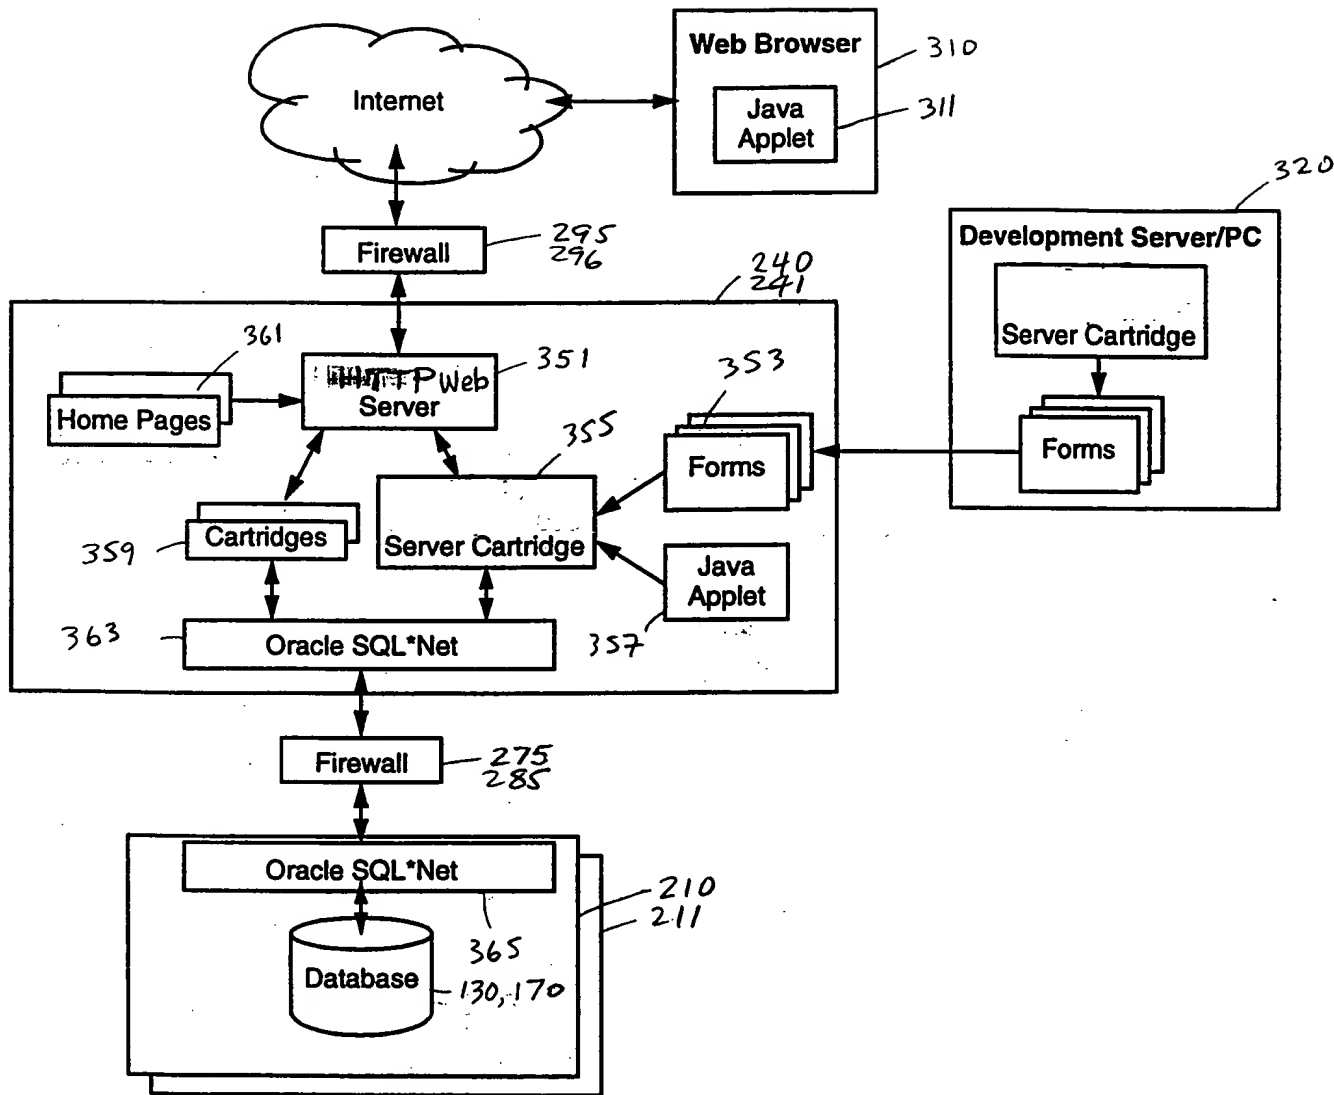 Web Browser
310
Internet
Java
Applet
311
320
Firewall
295
296
Development Server/PC
240
241
Server Cartridge
361
351
P Web
Server
353
Home Pages
355
Forms
Forms
Cartridges
359
Server Cartridge
Java
Applet
357
363
Oracle SQL*Net
Firewall
275
285
Oracle SQL*Net
210
211
365
Database
130, 170